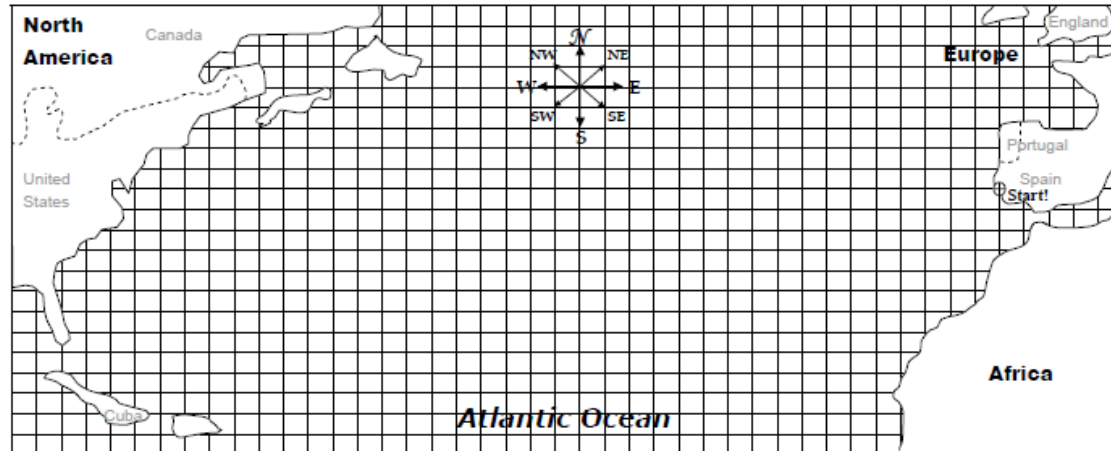 North
America
Canada
England
Europe
N
NW
NE
W
E
SW
SE
S
Portugal
Spain
Start!
United
States
Africa
Cuba
Atlantic Ocean